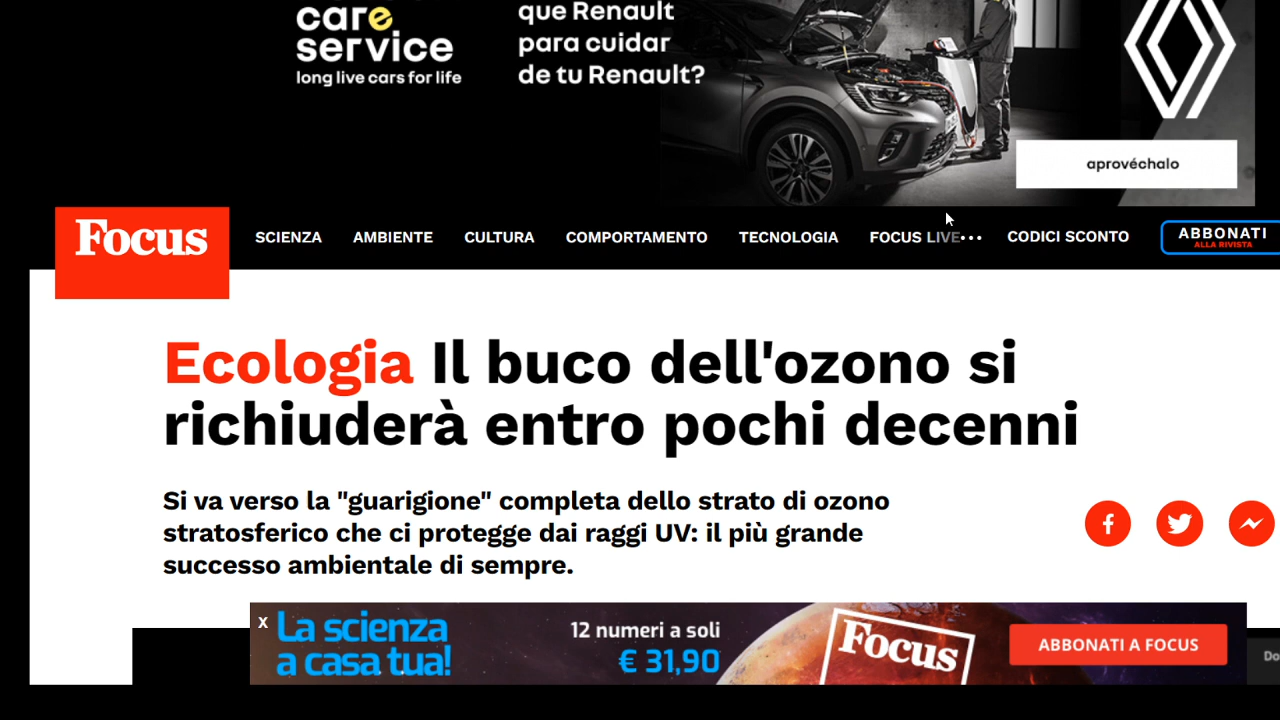 care
service
long live cars for life
que Renault
para cuidar
de tu Renault?
aprovéchalo
Focus
SCIENZA AMBIENTE CULTURA COMPORTAMENTO TECNOLOGIA FOCUS LIVE... CODICI SCONTO ABBONATI
ALLA RIVISTA
Ecologia Il buco dell'ozono si
richiuderà entro pochi decenni
Si va verso la "guarigione" completa dello strato di ozono
stratosferico che ci protegge dai raggi UV: il più grande
successo ambientale di sempre.
x
La scienza
a casa tua!
12 numeri a soli
€ 31,90
Focus
ABBONATI A FOCUS